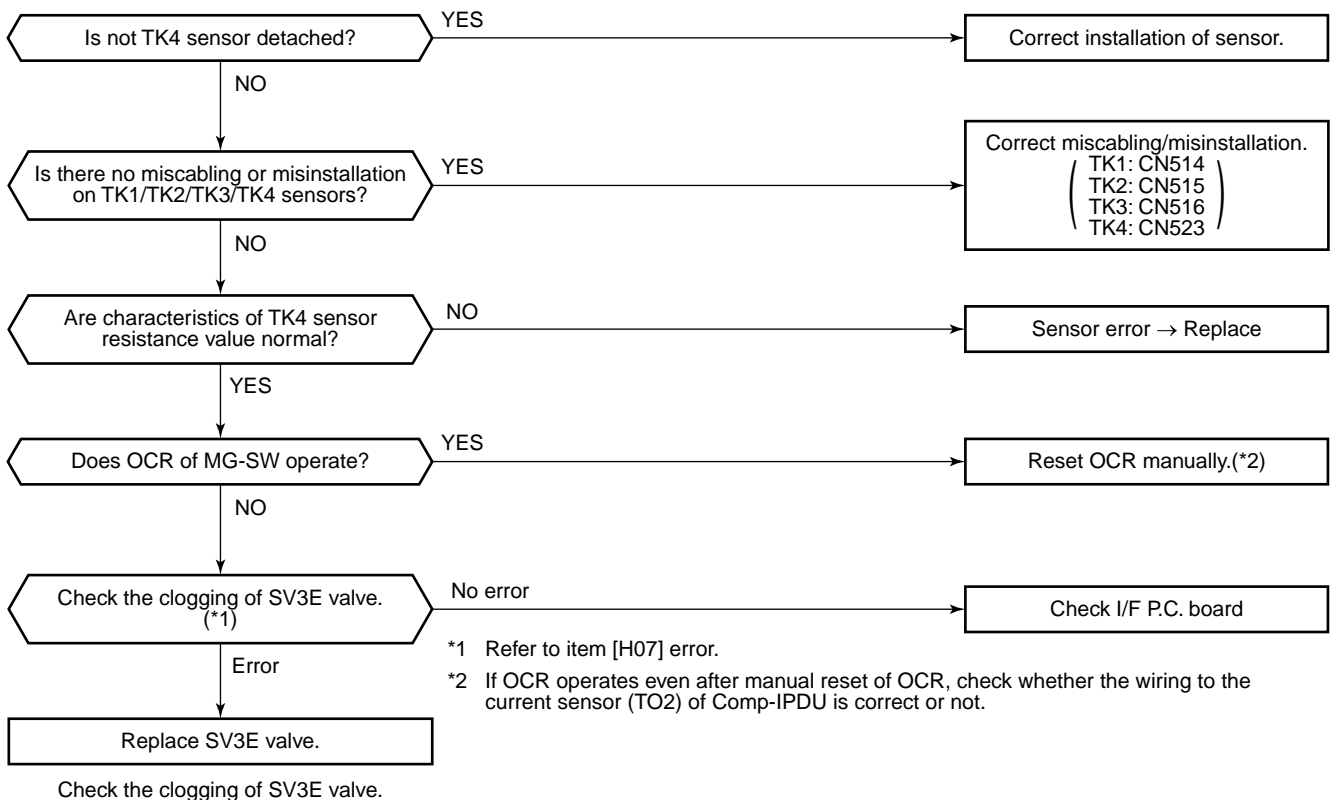 Is not TK4 sensor detached?
YES
Correct installation of sensor.
NO
Is there no miscabling or misinstallation
on TK1/TK2/TK3/TK4 sensors?
YES
Correct miscabling/misinstallation.
TK1: CN514
TK2: CN515
TK3: CN516
TK4: CN523
NO
Are characteristics of TK4 sensor
resistance value normal?
NO
Sensor error → Replace
YES
Does OCR of MG-SW operate?
YES
Reset OCR manually.(*2)
NO
Check the clogging of SV3E valve.
(*1)
No error
Check I/F P.C. board
*1 Refer to item [H07] error.
*2 If OCR operates even after manual reset of OCR, check whether the wiring to the
current sensor (TO2) of Comp-IPDU is correct or not.
Error
Replace SV3E valve.
Check the clogging of SV3E valve.